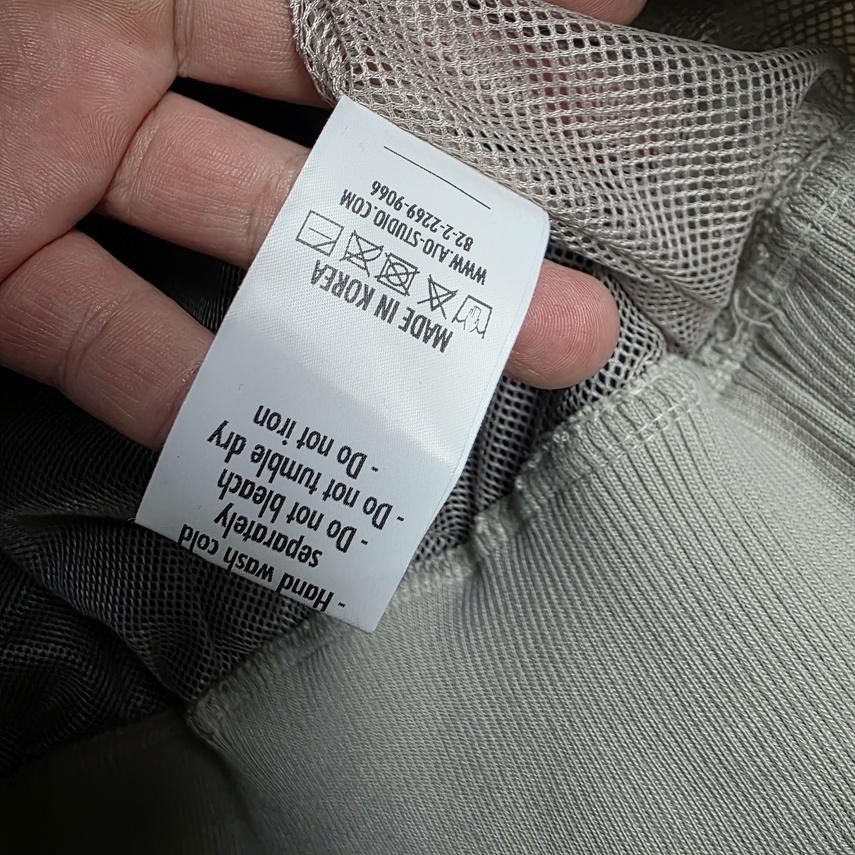 - Hand wash cold
separately
- Do not bleach
- Do not tumble dry
- Do not iron
MADE IN KOREA
WWW.AJO-STUDIO.COM
82-2-2269-9066